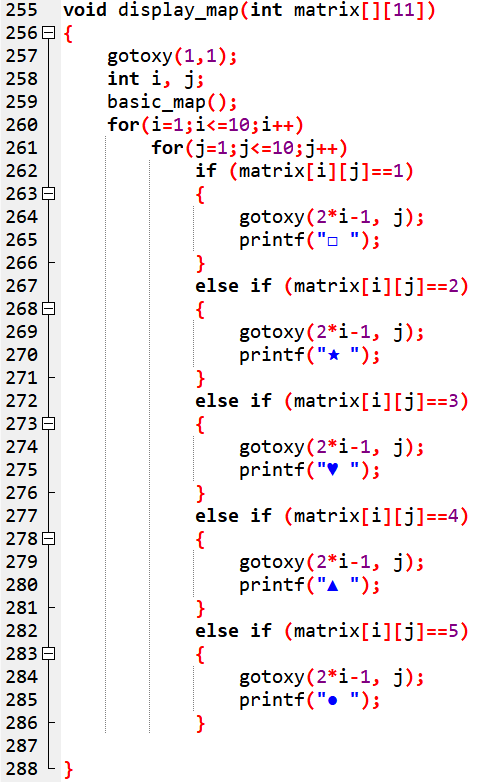 255 void display_map(int matrix[][11])
256 {
257     gotoxy(1,1);
258     int i, j;
259     basic_map();
260     for(i=1;i<=10;i++)
261         for(j=1;j<=10;j++)
262             if (matrix[i][j]==1)
263             {
264                 gotoxy(2*i-1, j);
265                 printf("□ ");
266             }
267             else if (matrix[i][j]==2)
268             {
269                 gotoxy(2*i-1, j);
270                 printf("★ ");
271             }
272             else if (matrix[i][j]==3)
273             {
274                 gotoxy(2*i-1, j);
275                 printf("♥ ");
276             }
277             else if (matrix[i][j]==4)
278             {
279                 gotoxy(2*i-1, j);
280                 printf("▲ ");
281             }
282             else if (matrix[i][j]==5)
283             {
284                 gotoxy(2*i-1, j);
285                 printf("● ");
286             }
287
288 }